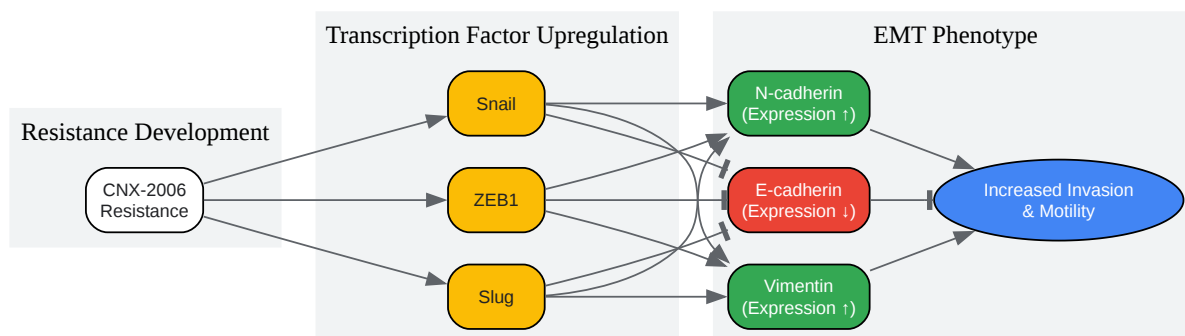 Transcription Factor Upregulation
EMT Phenotype
Resistance Development
Snail
N-cadherin
(Expression ↑)
CNX-2006
Resistance
ZEB1
E-cadherin
(Expression ↓)
Increased Invasion
& Motility
Slug
Vimentin
(Expression ↑)